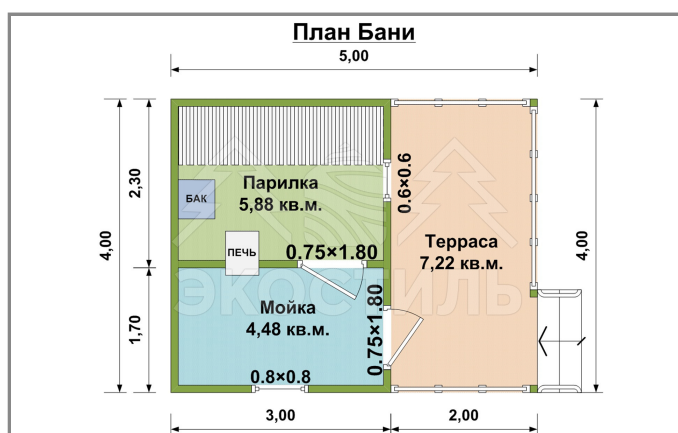 План Бани
5,00
2,30
4,00
1,70
БАК
Парилка
5,88 кв.м.
0.6×0.6
ПЕЧЬ
0.75×1.80
Терраса
7,22 кв.м.
4,00
ЭКОСТИЛЬ
Мойка
4,48 кв.м.
0.75×1.80
0.8×0.8
3,00
2,00